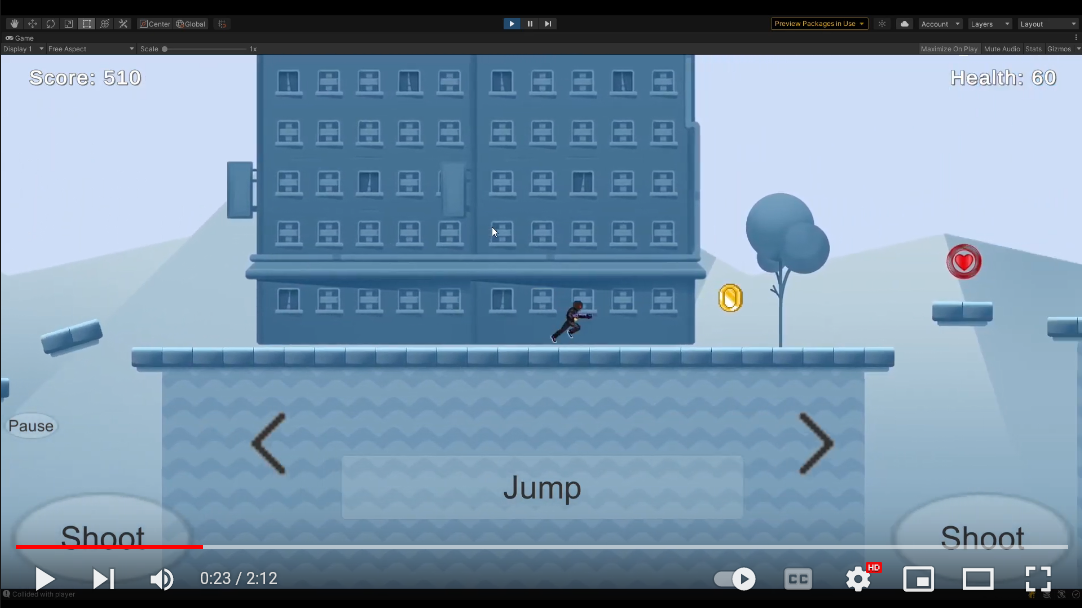 Center Global Preview Packages in Use Account Layers Layout
Game
Display 1 Free Aspect Scale 1x Maximize On Play Mute Audio Stats Gizmos
Score: 510 Health: 60
Pause
Jump
Shoot Shoot
0:23 / 2:12 CC HD
Collided with player